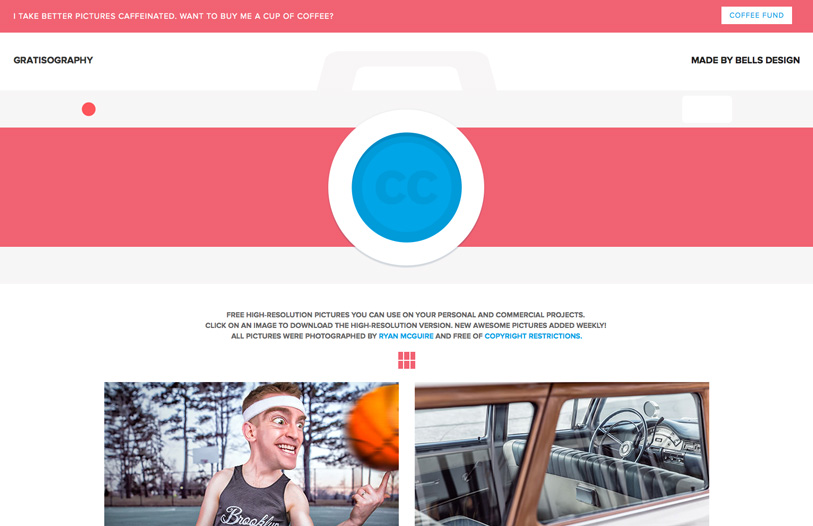 I TAKE BETTER PICTURES CAFFEINATED. WANT TO BUY ME A CUP OF COFFEE?
COFFEE FUND
GRATISOGRAPHY
MADE BY BELLS DESIGN
CC
FREE HIGH-RESOLUTION PICTURES YOU CAN USE ON YOUR PERSONAL AND COMMERCIAL PROJECTS.
CLICK ON AN IMAGE TO DOWNLOAD THE HIGH-RESOLUTION VERSION. NEW AWESOME PICTURES ADDED WEEKLY!
ALL PICTURES WERE PHOTOGRAPHED BY RYAN MCGUIRE AND FREE OF COPYRIGHT RESTRICTIONS.
Brooklyn